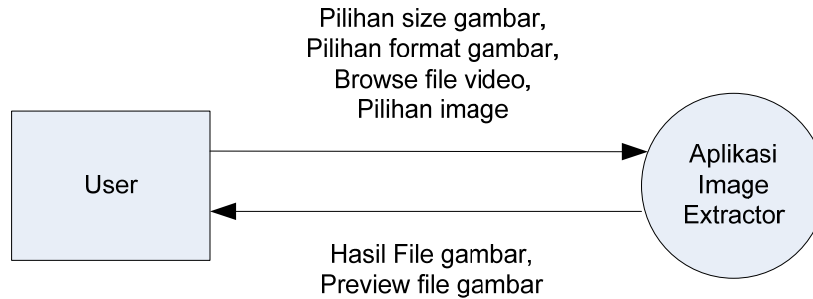 Pilihan size gambar,
Pilihan format gambar,
Browse file video,
Pilihan image
User
Aplikasi
Image
Extractor
Hasil File gambar,
Preview file gambar